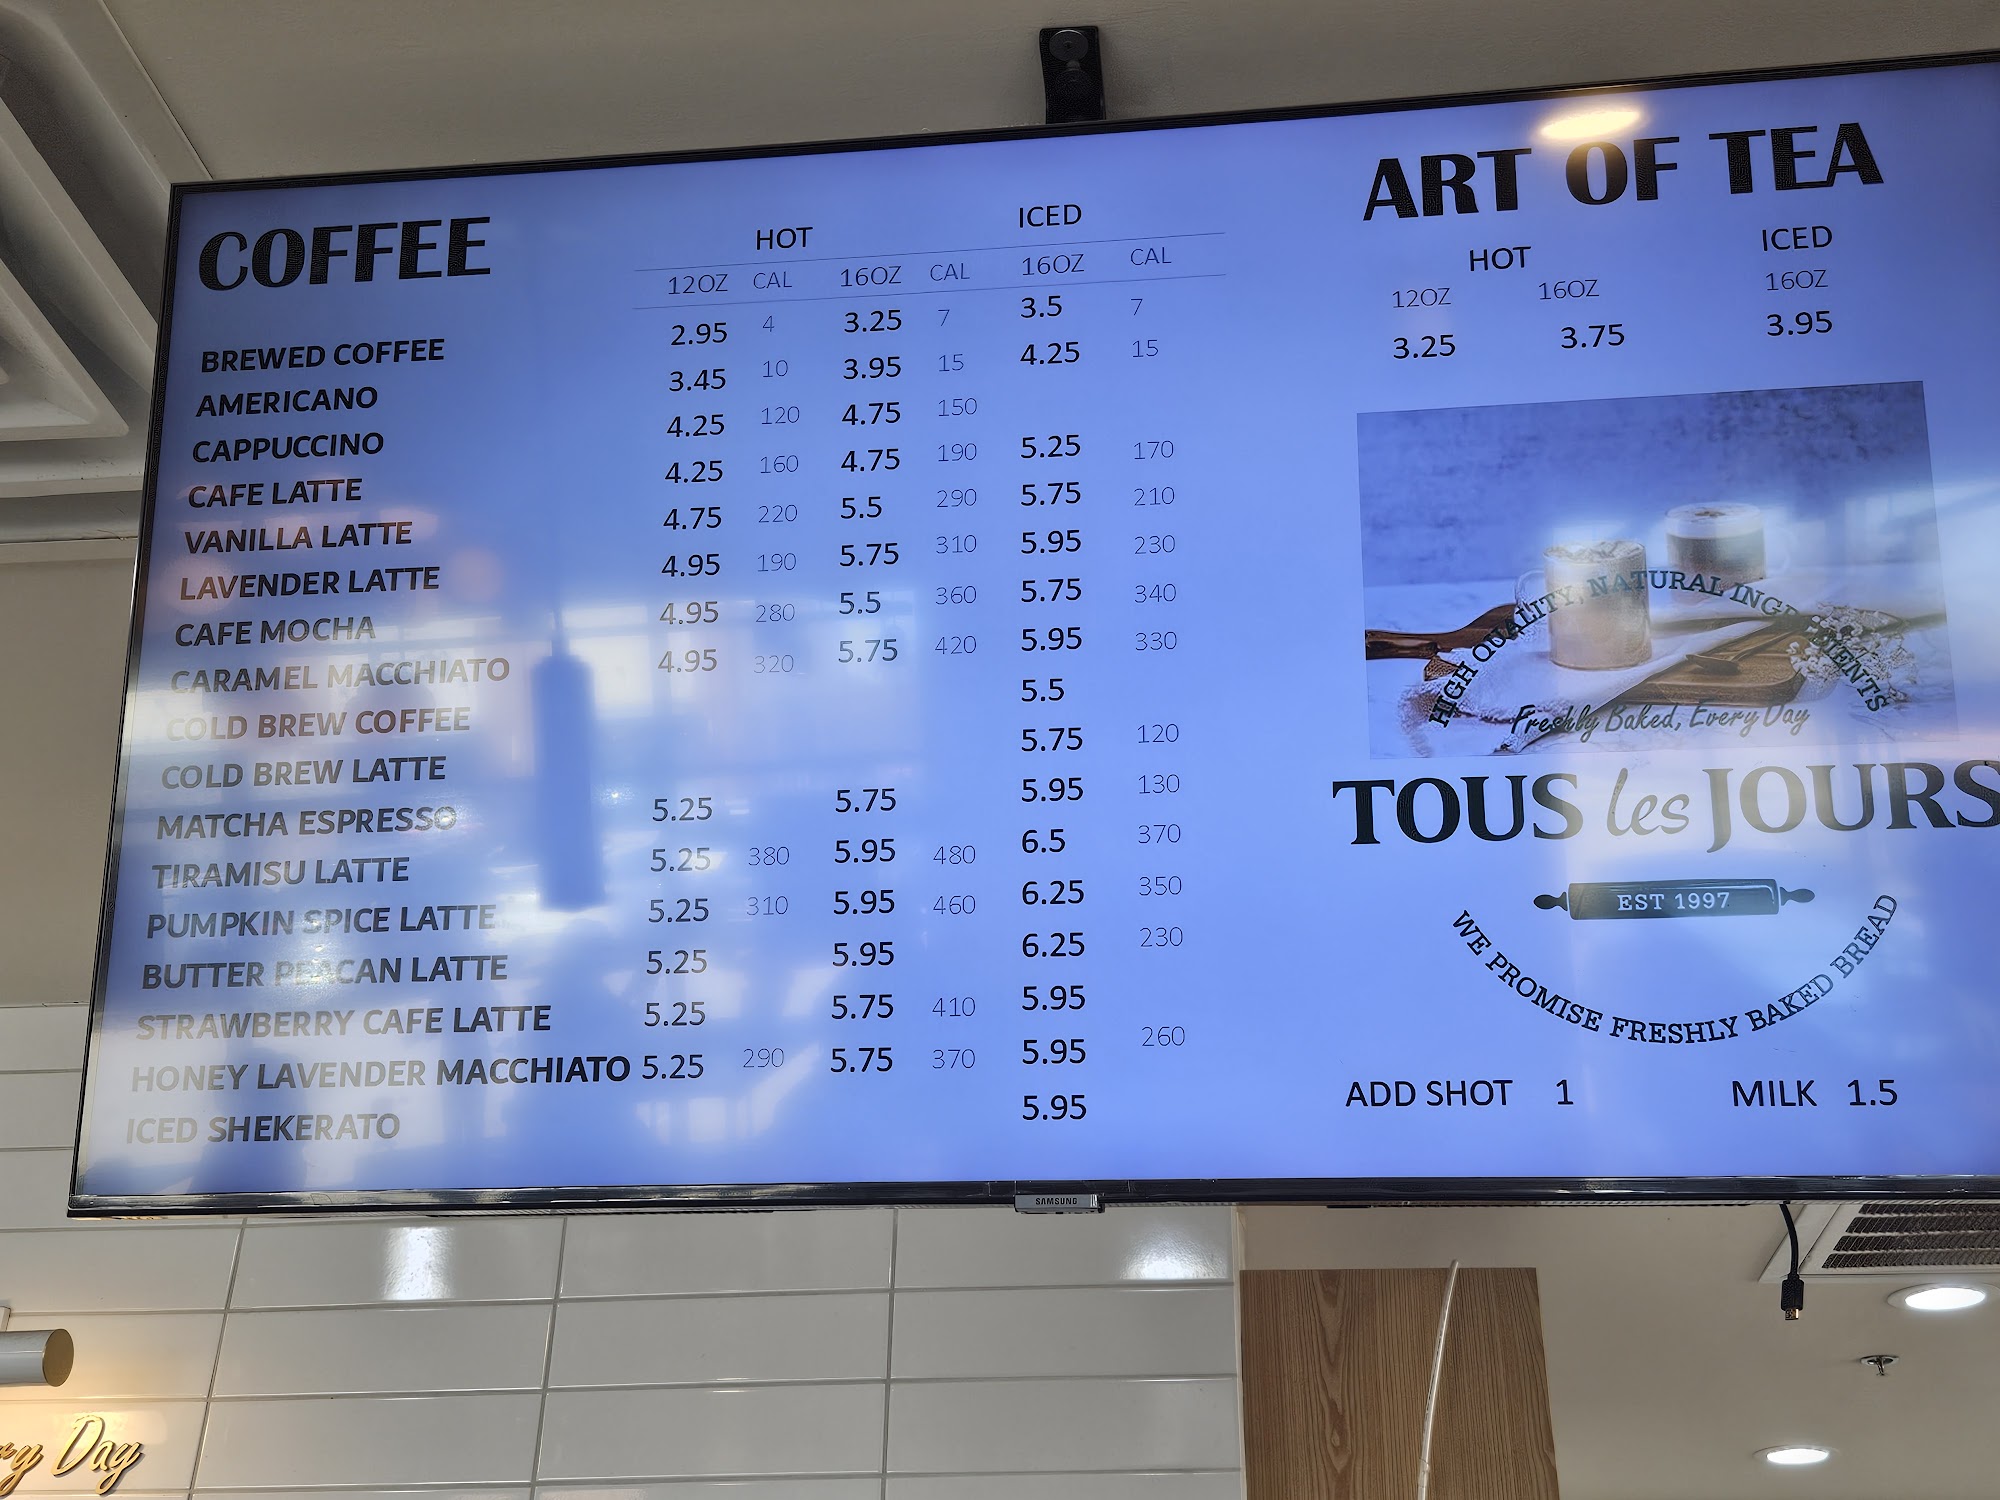 COFFEE
HOT ICED
12OZ CAL 16OZ CAL 16OZ CAL
BREWED COFFEE 2.95 4 3.25 7 3.5 7
AMERICANO 3.45 10 3.95 15 4.25 15
CAPPUCCINO 4.25 120 4.75 150
CAFE LATTE 4.25 160 4.75 190 5.25 170
VANILLA LATTE 4.75 220 5.5 290 5.75 210
LAVENDER LATTE 4.95 190 5.75 310 5.95 230
CAFE MOCHA 4.95 280 5.5 360 5.75 340
CARAMEL MACCHIATO 4.95 320 5.75 420 5.95 330
COLD BREW COFFEE 5.5
COLD BREW LATTE 5.75 120
MATCHA ESPRESSO 5.25 5.75 5.95 130
TIRAMISU LATTE 5.25 380 5.95 480 6.5 370
PUMPKIN SPICE LATTE 5.25 310 5.95 460 6.25 350
BUTTER PEACAN LATTE 5.25 5.95 6.25 230
STRAWBERRY CAFE LATTE 5.25 5.75 410 5.95
HONEY LAVENDER MACCHIATO 5.25 290 5.75 370 5.95 260
ICED SHEKERATO 5.95
ART OF TEA
HOT ICED
12OZ 16OZ 16OZ
3.25 3.75 3.95
HIGH QUALITY, NATURAL INGREDIENTS
Freshly Baked, Every Day
TOUS les JOURS
EST 1997
WE PROMISE FRESHLY BAKED BREAD
ADD SHOT 1 MILK 1.5
SAMSUNG
Day